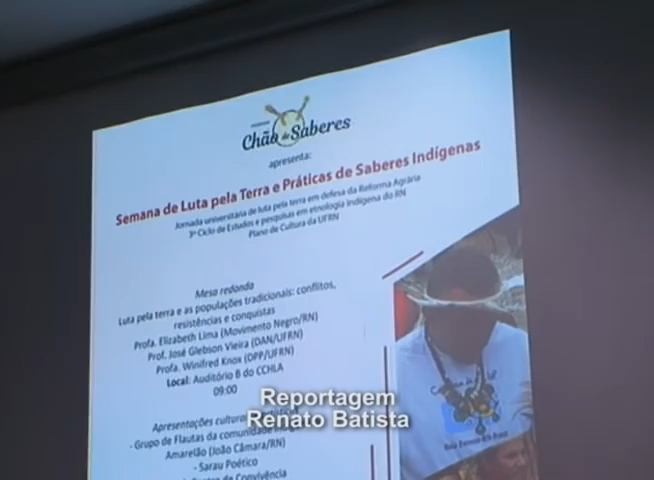 Chão de Saberes
apresenta:
Semana de Luta pela Terra e Práticas de Saberes Indígenas
Jornada universitária de luta pela terra em defesa da Reforma Agrária
3º Ciclo de Estudos e pesquisas em etnologia indígena do RN
Plano de Cultura da UFRN
Mesa redonda
Luta pela terra e as populações tradicionais: conflitos,
resistências e conquistas
Profa. Elizabeth Lima (Movimento Negro/RN)
Prof. José Glebson Vieira (DAN/UFRN)
Profa. Winifred Knox (DPP/UFRN)
Local: Auditório B do CCHLA
09:00
Reportagem
Renato Batista
Apresentações
- Grupo de Flautas da comunidade
Amarelão (João Câmara/RN)
- Sarau Poético
de Convivência